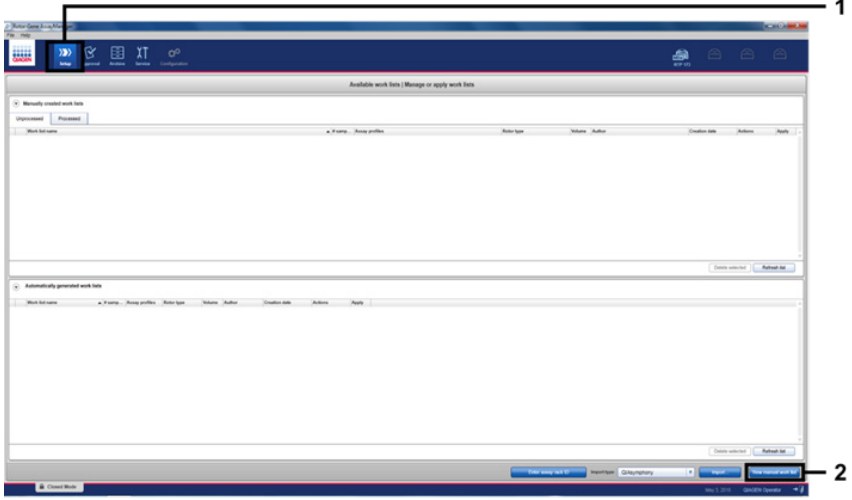 1
Rotor-Gene AssayManager
File Help
QIAGEN
Setup Approval Archive Service Configuration
Available work lists | Manage or apply work lists
Manually created work lists
Unprocessed Processed
Work list name # samp... Assay profiles Rotor type Volume Author Creation date Actions Apply
Delete selected Refresh list
Automatically generated work lists
Work list name # samp... Assay profiles Rotor type Volume Author Creation date Actions Apply
Delete selected Refresh list
Enter assay rack ID Import type: QIAsymphony Import... New manual work list
2
Closed Mode
QIAGEN Operator